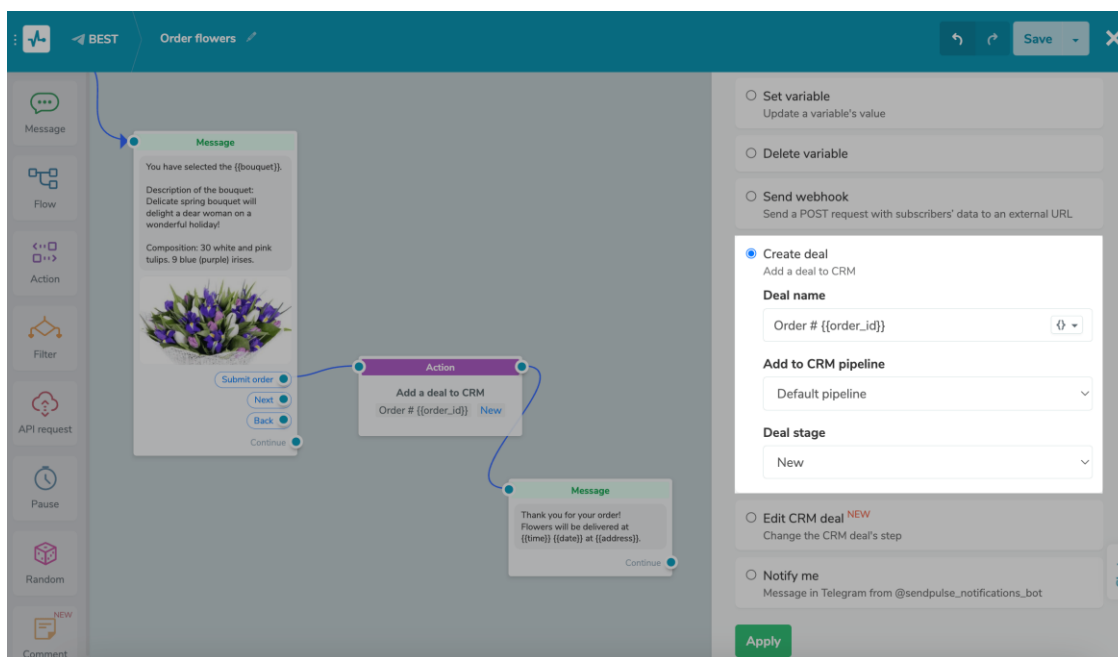 BEST
Order flowers
Save
Message
Flow
Action
Filter
API request
Pause
Random
NEW
Comment
Message
You have selected the {{bouquet}}.
Description of the bouquet:
Delicate spring bouquet will
delight a dear woman on a
wonderful holiday!
Composition: 30 white and pink
tulips. 9 blue (purple) irises.
Submit order
Next
Back
Continue
Action
Add a deal to CRM
Order # {{order_id}} New
Message
Thank you for your order!
Flowers will be delivered at
{{time}} {{date}} at {{address}}.
Continue
Set variable
Update a variable's value
Delete variable
Send webhook
Send a POST request with subscribers' data to an external URL
Create deal
Add a deal to CRM
Deal name
Order # {{order_id}}
{}
Add to CRM pipeline
Default pipeline
Deal stage
New
Edit CRM deal NEW
Change the CRM deal's step
Notify me
Message in Telegram from @sendpulse_notifications_bot
Apply